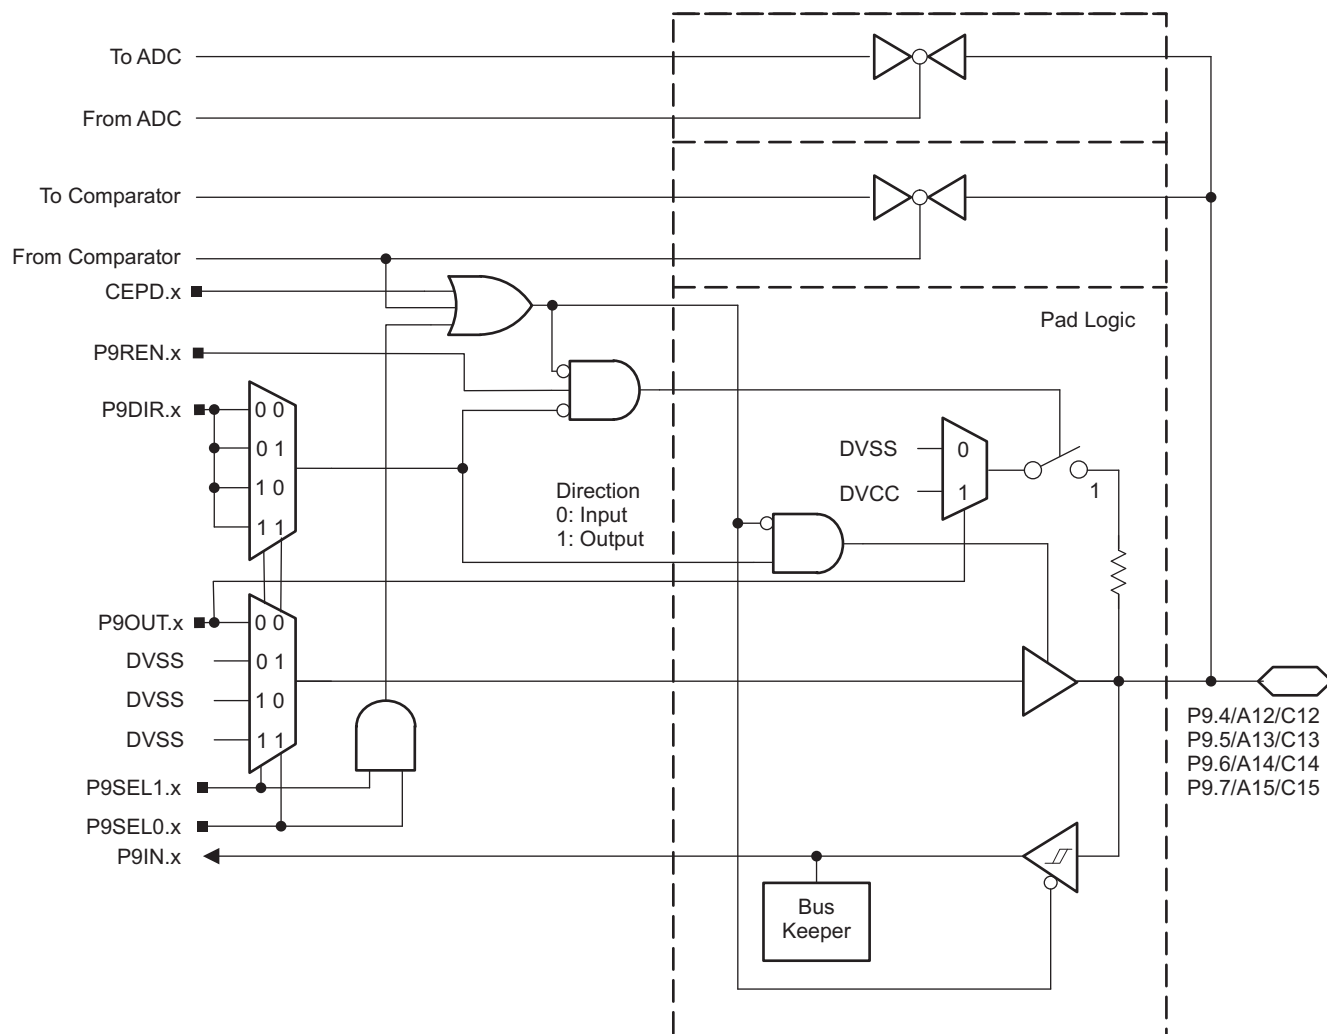 To ADC
From ADC
To Comparator
From Comparator
CEPD.x
Pad Logic
P9REN.x
P9DIR.x
0 0
0 1
1 0
1 1
Direction
0: Input
1: Output
DVSS
0
DVCC
1
1
P9OUT.x
0 0
DVSS
0 1
DVSS
1 0
DVSS
1 1
P9.4/A12/C12
P9.5/A13/C13
P9.6/A14/C14
P9.7/A15/C15
P9SEL1.x
P9SEL0.x
P9IN.x
Bus
Keeper